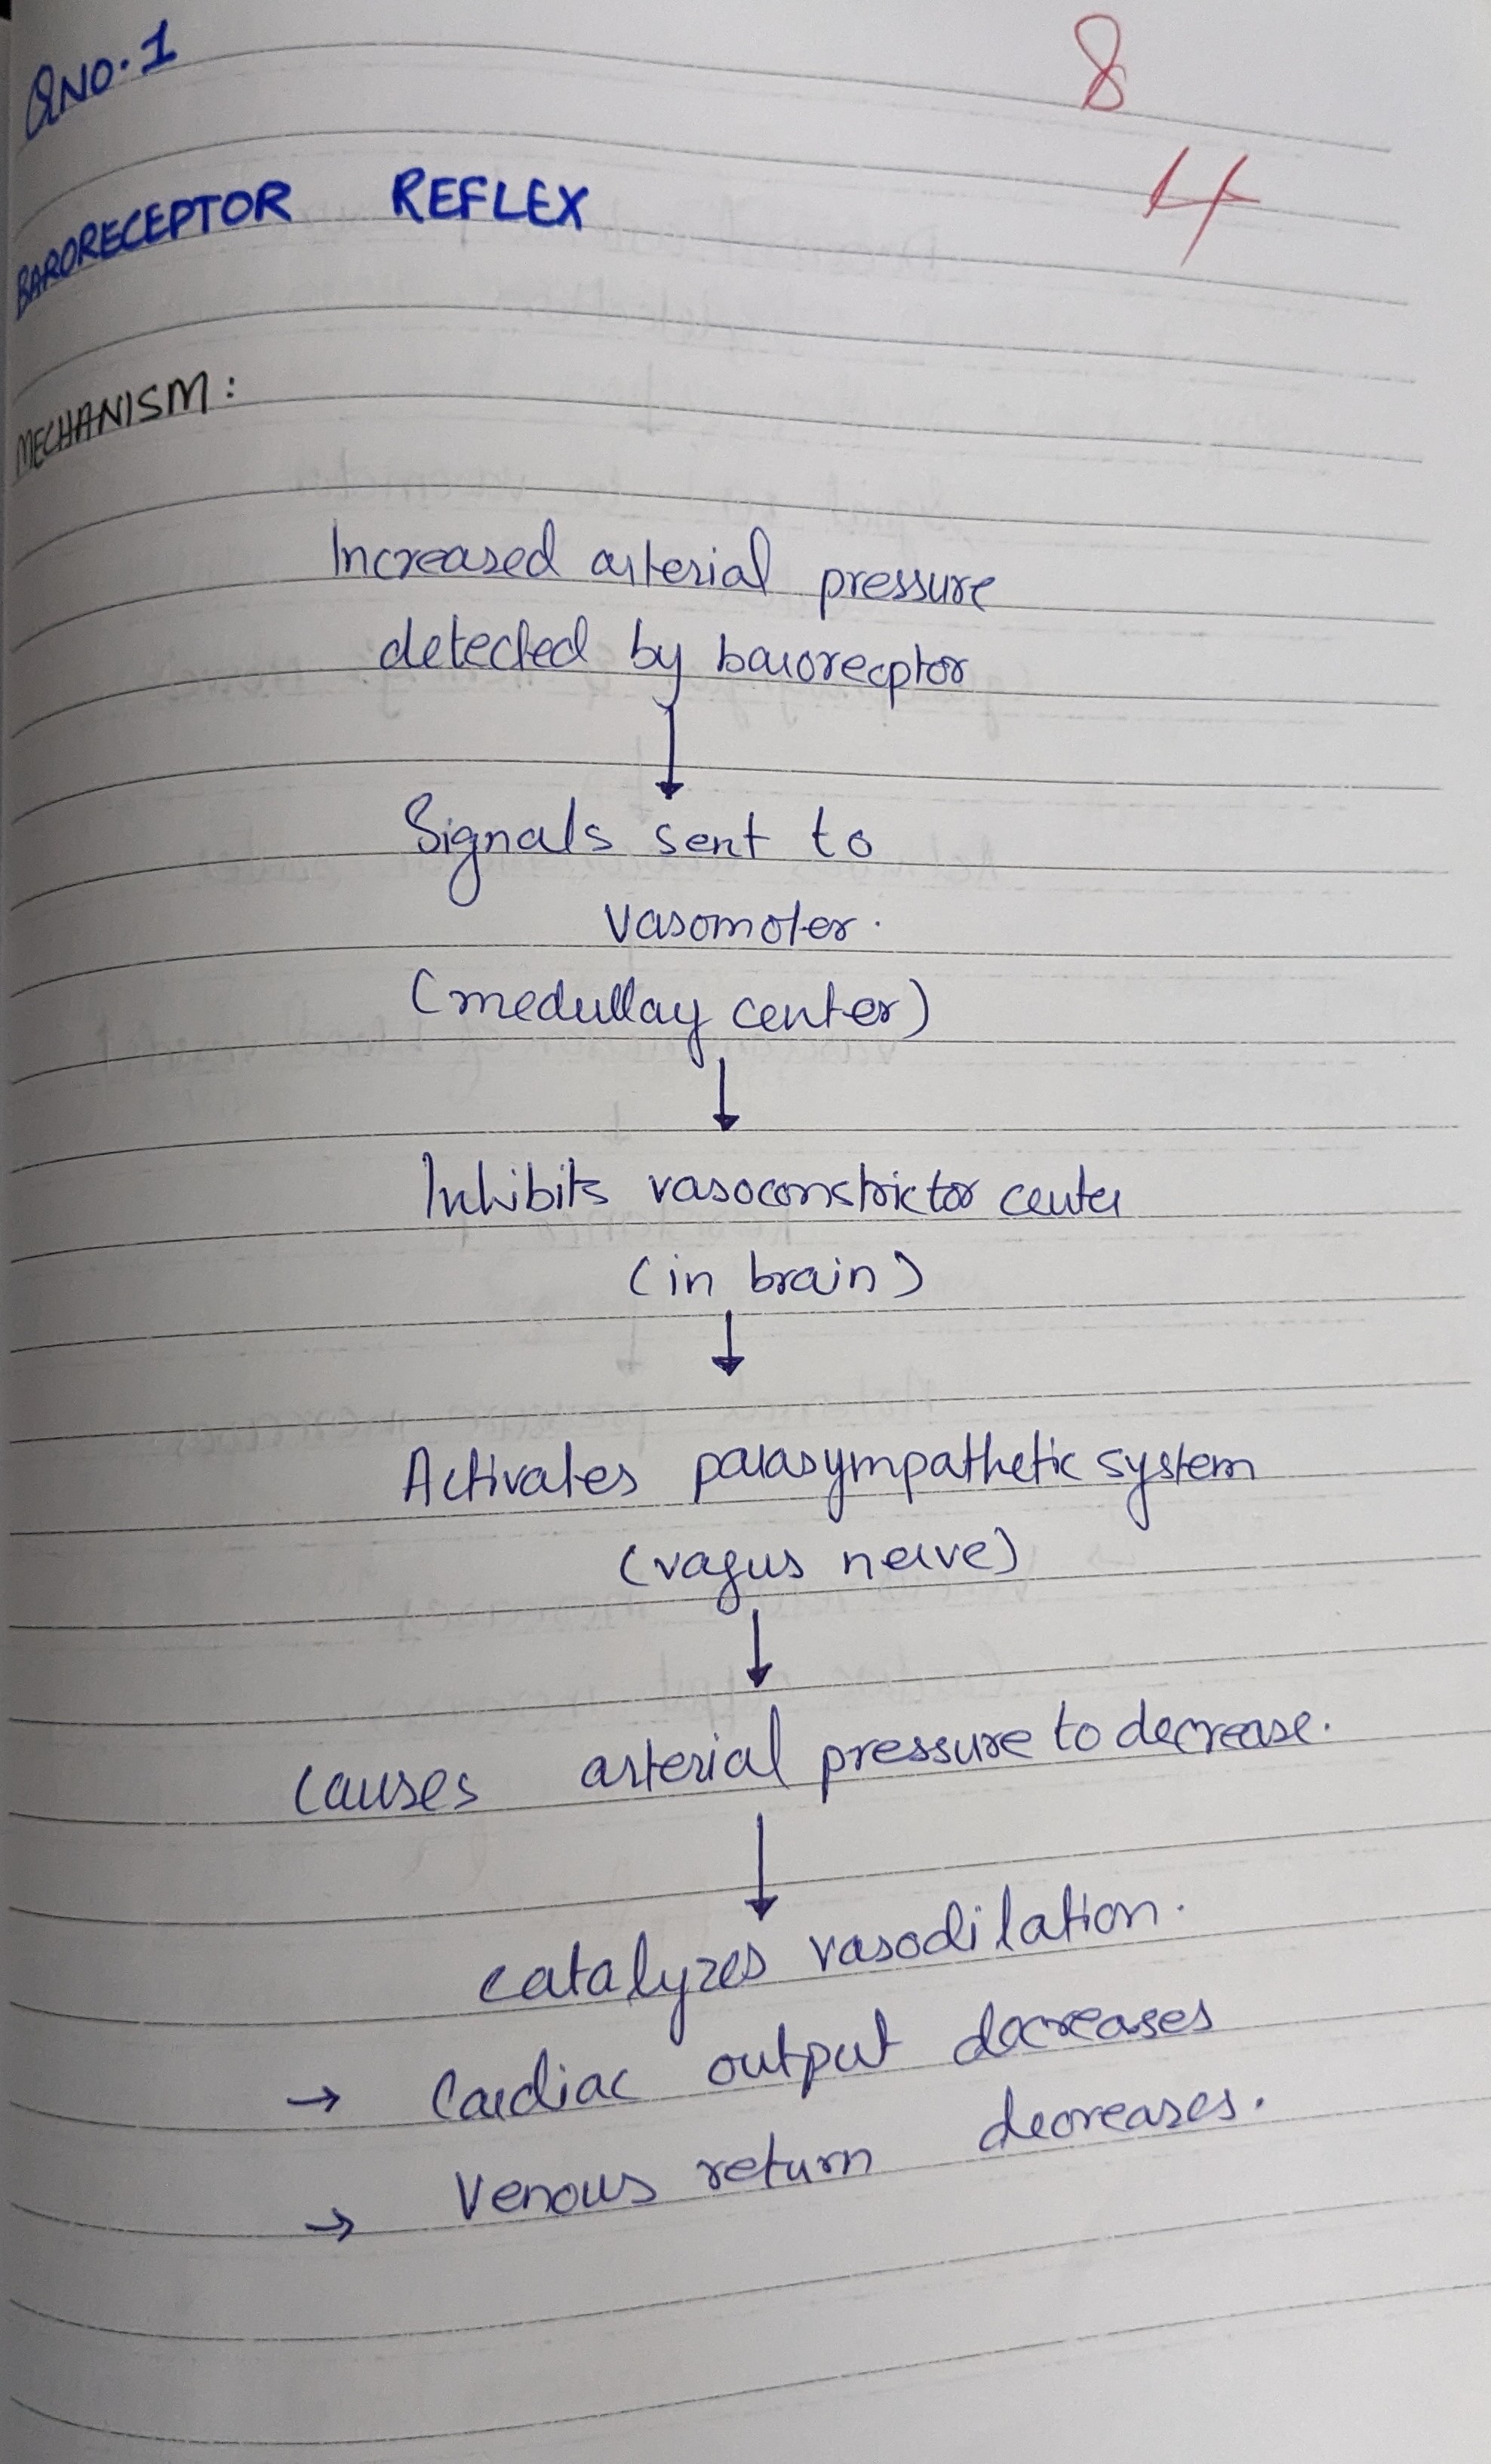 QNO.1
8
4
BARORECEPTOR REFLEX
MECHANISM:
Increased arterial pressure
detected by barorecptor
Signals sent to
vasomoter.
(medullay center)
Inhibits vasoconstrictor center
(in brain)
Activates parasympathetic system
(vagus nerve)
causes arterial pressure to decrease.
catalyzes vasodilation.
→ Cardiac output decreases
→ Venous return decreases.